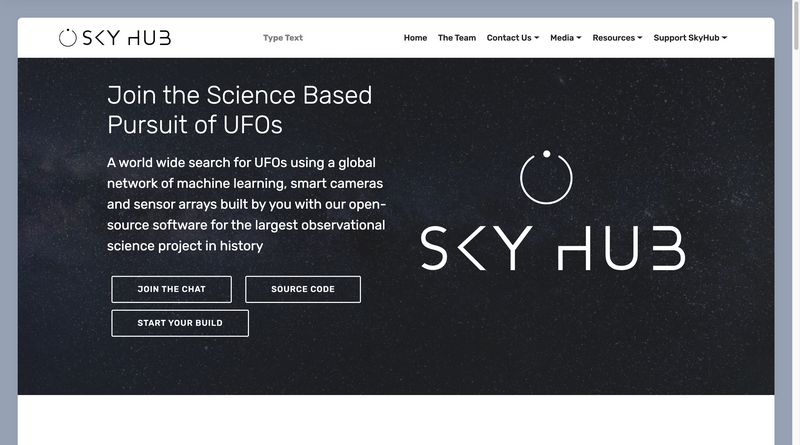 SKY HUB
Type Text
Home The Team Contact Us Media Resources Support SkyHub
Join the Science Based
Pursuit of UFOs
A world wide search for UFOs using a global
network of machine learning, smart cameras
and sensor arrays built by you with our open-
source software for the largest observational
science project in history
JOIN THE CHAT
SOURCE CODE
START YOUR BUILD
SKY HUB